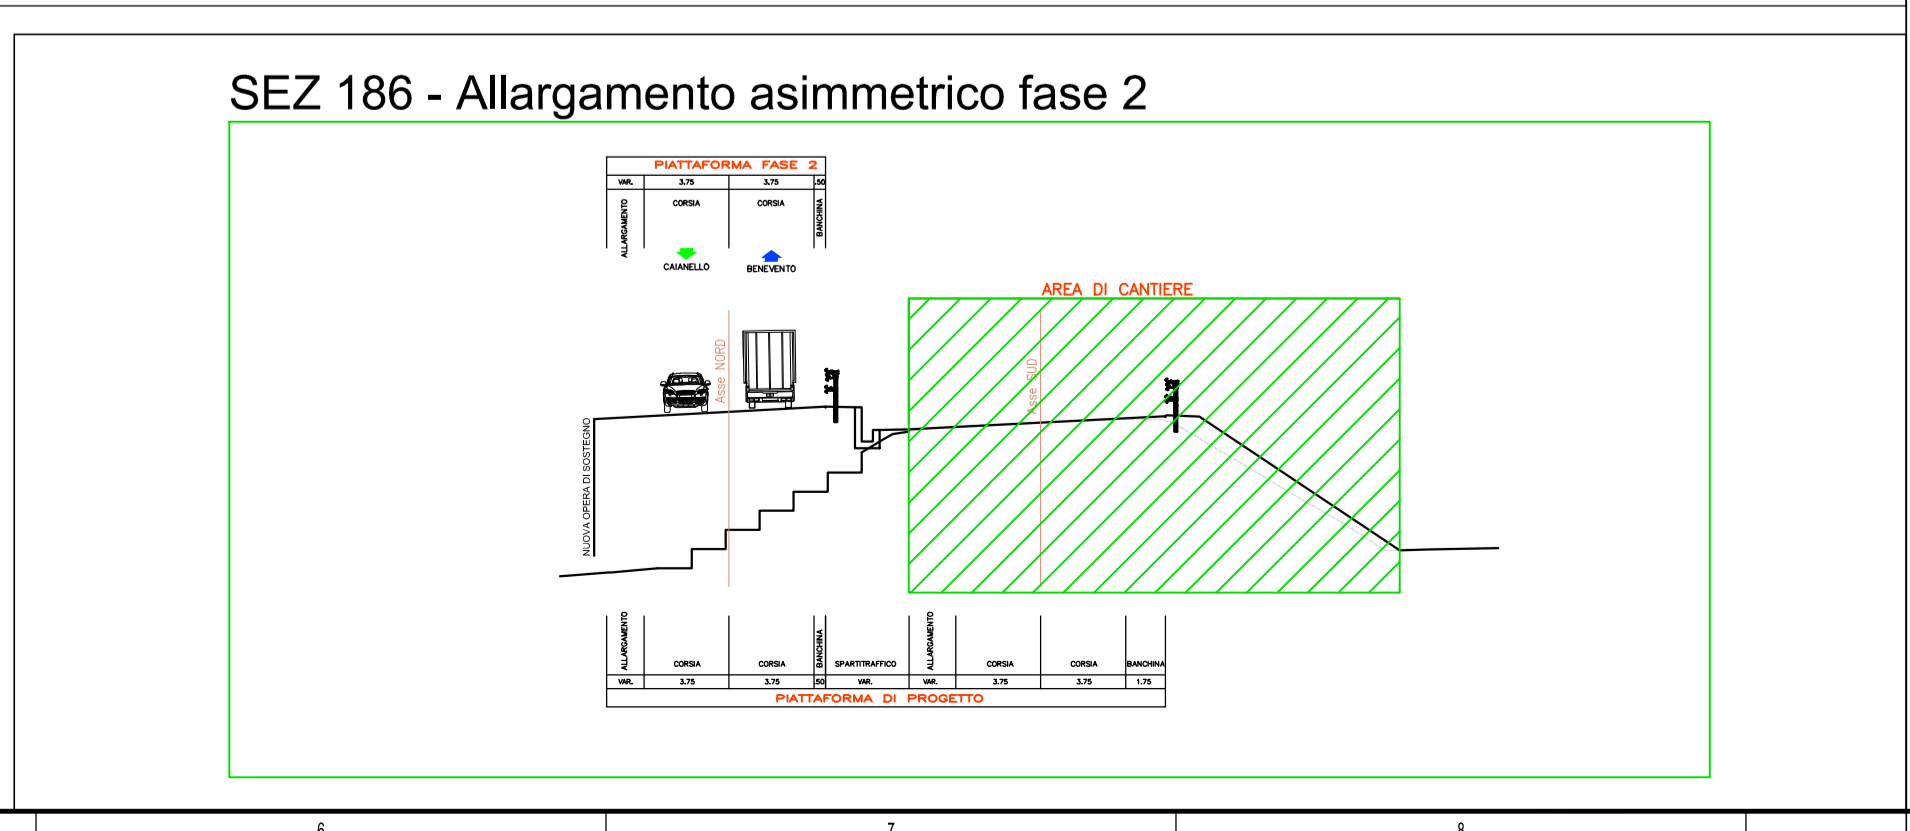 SEZ 186 - Allargamento asimmetrico fase 2
PIATTAFORMA FASE 2
VAR. 3.75 3.75 .50
ALLARGAMENTO CORSIA CORSIA BANCHINA
CAIANELLO BENEVENTO
AREA DI CANTIERE
Asse NORD
Asse SUD
NUOVA OPERA DI SOSTEGNO
ALLARGAMENTO CORSIA CORSIA BANCHINA SPARTITRAFFICO ALLARGAMENTO CORSIA CORSIA BANCHINA
VAR. 3.75 3.75 .50 VAR. VAR. 3.75 3.75 1.75
PIATTAFORMA DI PROGETTO
6 7 8